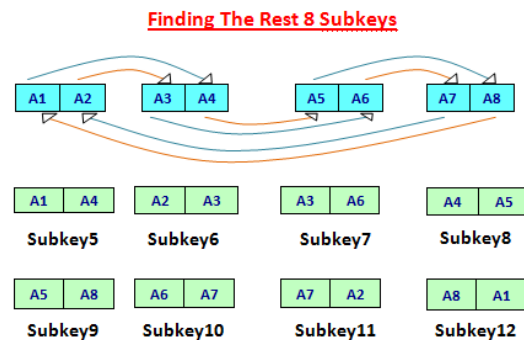 Finding The Rest 8 Subkeys
A1 A2 A3 A4 A5 A6 A7 A8
A1 A4 A2 A3 A3 A6 A4 A5
Subkey5 Subkey6 Subkey7 Subkey8
A5 A8 A6 A7 A7 A2 A8 A1
Subkey9 Subkey10 Subkey11 Subkey12